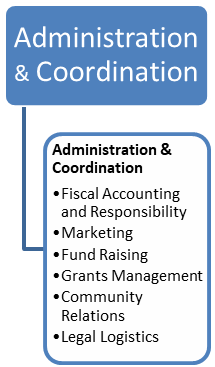 Administration
& Coordination
Administration &
Coordination
•Fiscal Accounting
and Responsibility
•Marketing
•Fund Raising
•Grants Management
•Community
Relations
•Legal Logistics